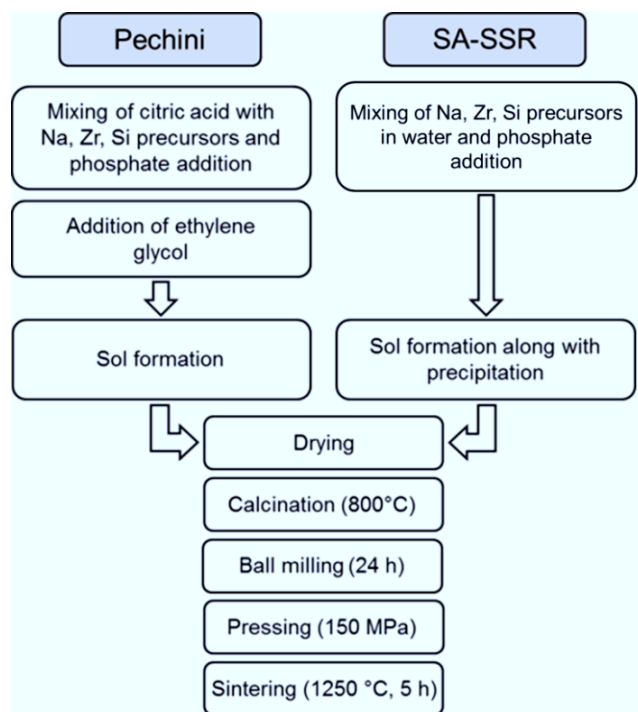 Pechini
SA-SSR
Mixing of citric acid with
Na, Zr, Si precursors and
phosphate addition
Mixing of Na, Zr, Si precursors
in water and phosphate
addition
Addition of ethylene
glycol
Sol formation
Sol formation along with
precipitation
Drying
Calcination (800°C)
Ball milling (24 h)
Pressing (150 MPa)
Sintering (1250 °C, 5 h)